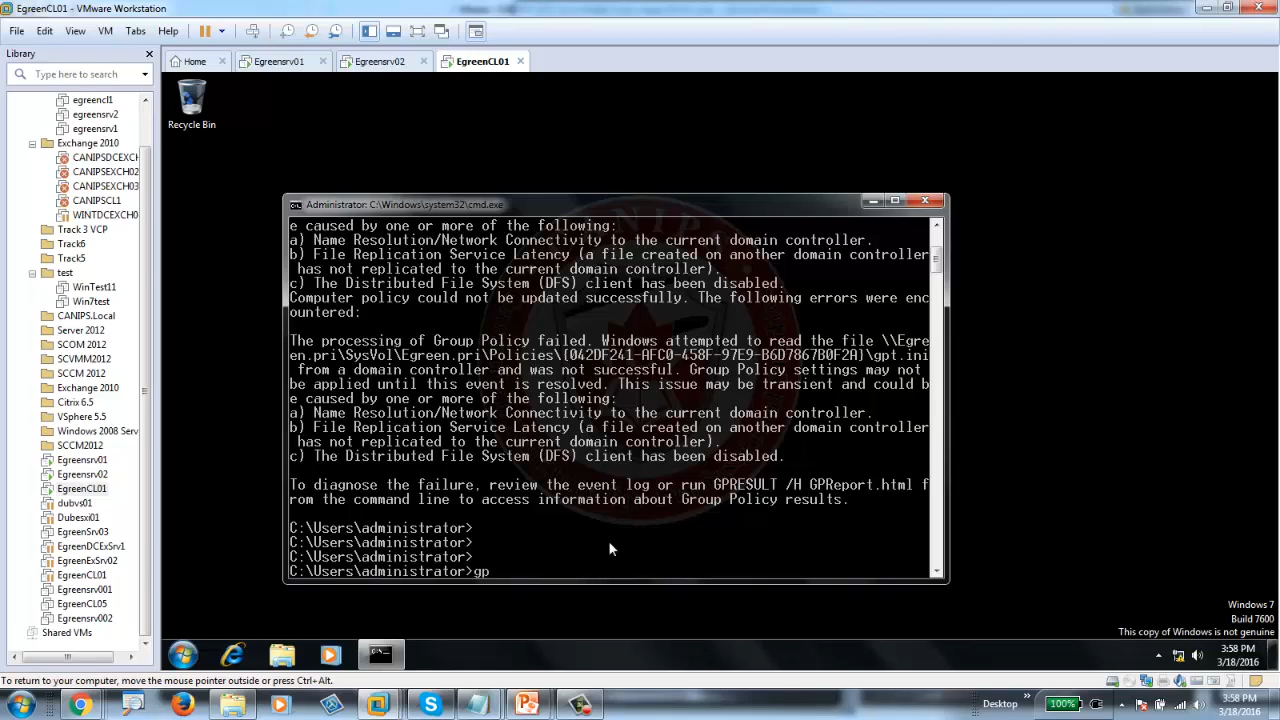 EgreenCL01 - VMware Workstation
File Edit View VM Tabs Help
Library
Type here to search
Home
Egreensrv01
Egreensrv02
EgreenCL01
egreencl1
egreensrv2
egreensrv1
Exchange 2010
CANIPSDCEXCH
CANIPSEXCH02
CANIPSEXCH03
CANIPSCL1
WINTDCEXCH0
Track 3 VCP
Track6
Track5
test
WinTest11
Win7test
CANIPS.Local
Server 2012
SCOM 2012
SCVMM2012
SCCM 2012
Exchange 2010
Citrix 6.5
VSphere 5.5
Windows 2008 Serv
SCCM2012
Egreensrv01
Egreensrv02
EgreenCL01
dubvs01
Dubesxi01
EgreenSrv03
EgreenDCExSrv1
EgreenExSrv02
EgreenCL01
Egreensrv001
EgreenCL05
Egreensrv002
Shared VMs
Recycle Bin
Administrator: C:\Windows\system32\cmd.exe
e caused by one or more of the following:
a) Name Resolution/Network Connectivity to the current domain controller.
b) File Replication Service Latency (a file created on another domain controller
has not replicated to the current domain controller).
c) The Distributed File System (DFS) client has been disabled.
Computer policy could not be updated successfully. The following errors were enc
ountered:
The processing of Group Policy failed. Windows attempted to read the file \\Egre
en.pri\SysVol\Egreen.pri\Policies\{042DF241-AFC0-458F-97E9-B6D7867B0F2A}\gpt.ini
from a domain controller and was not successful. Group Policy settings may not
be applied until this event is resolved. This issue may be transient and could b
e caused by one or more of the following:
a) Name Resolution/Network Connectivity to the current domain controller.
b) File Replication Service Latency (a file created on another domain controller
has not replicated to the current domain controller).
c) The Distributed File System (DFS) client has been disabled.
To diagnose the failure, review the event log or run GPRESULT /H GPReport.html f
rom the command line to access information about Group Policy results.
C:\Users\administrator>
C:\Users\administrator>
C:\Users\administrator>
C:\Users\administrator>gp
Windows 7
Build 7600
This copy of Windows is not genuine
3:58 PM
3/18/2016
To return to your computer, move the mouse pointer outside or press Ctrl+Alt.
Desktop
100%
3:58 PM
3/18/2016